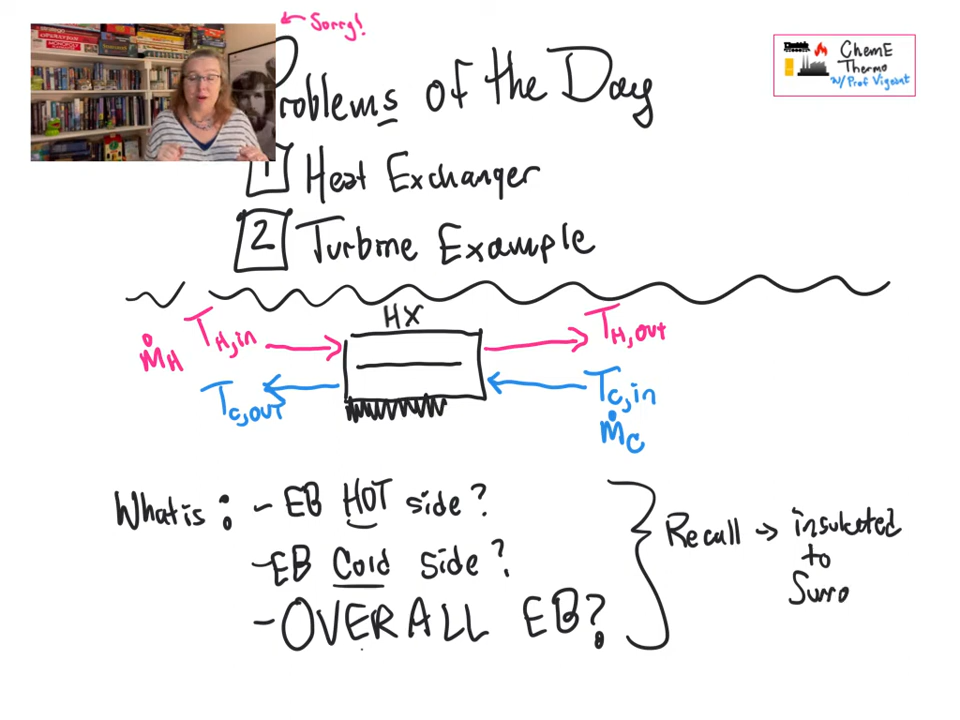 ← Sorry!
Problems of the Day
ChemE
Thermo
w/ Prof Vigeant
1 Heat Exchanger
2 Turbine Example
HX
ṁH TH,in
TH,out
Tc,out
Tc,in
ṁc
What is : - EB HOT side?
- EB Cold side?
- OVERALL EB?
Recall → insulated
to
Surro